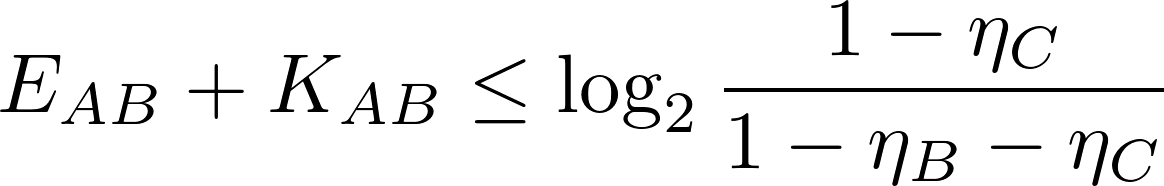 E_{AB} + K_{AB} \leq \log_2 \frac{1 - \eta_C}{1 - \eta_B - \eta_C}